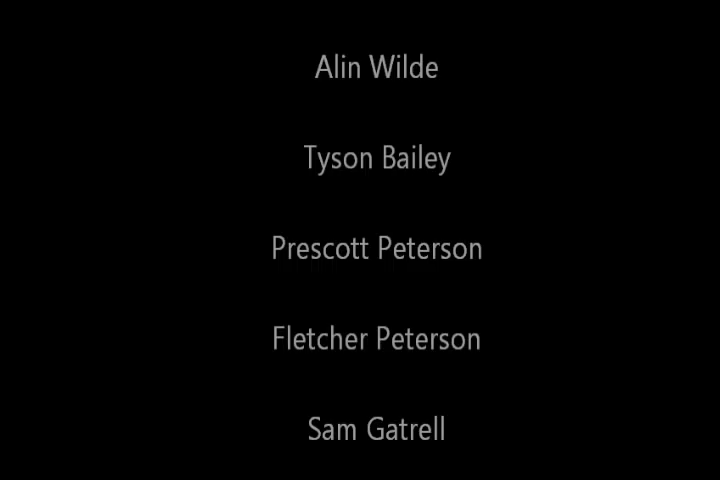 Alin Wilde
Tyson Bailey
Prescott Peterson
Fletcher Peterson
Sam Gatrell